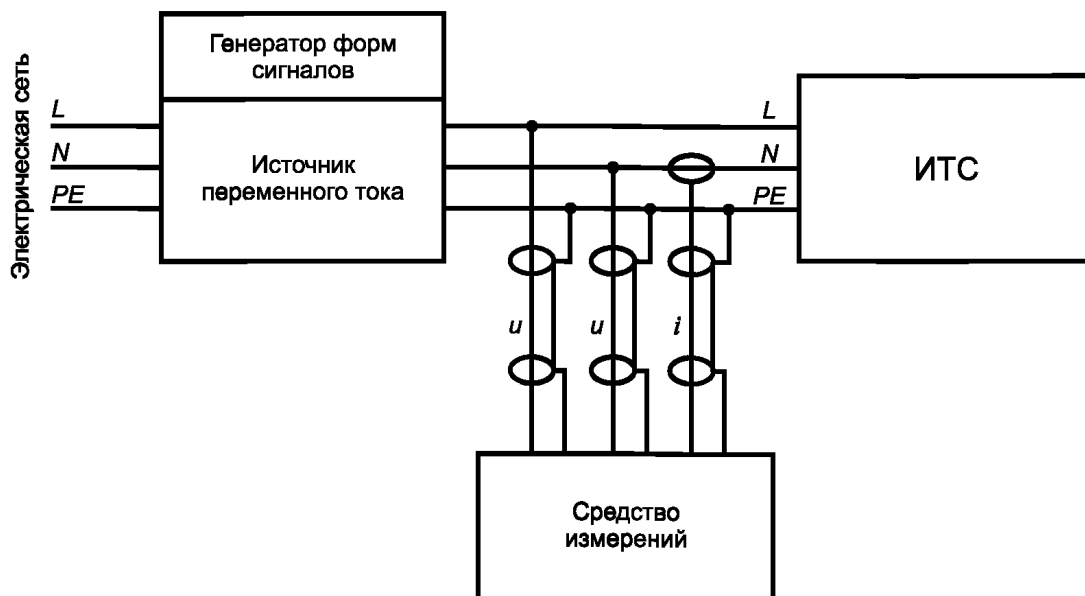 Электрическая сеть
Генератор форм
сигналов
L
N
PE
Источник
переменного тока
L
N
PE
ИТС
u
u
i
Средство
измерений